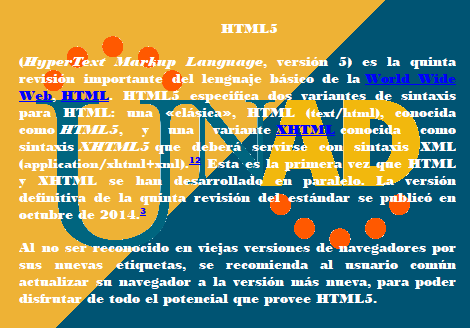 HTML5
(HyperText Markup Language, versión 5) es la quinta
revisión importante del lenguaje básico de la World Wide
Web HTML. HTML5 especifica dos variantes de sintaxis
para HTML: una «clásica», HTML (text/html), conocida
como HTML5, y una variante XHTML conocida como
sintaxis XHTML5 que deberá servirse con sintaxis XML
(application/xhtml+xml).12 Esta es la primera vez que HTML
y XHTML se han desarrollado en paralelo. La versión
definitiva de la quinta revisión del estándar se publicó en
octubre de 2014.3
Al no ser reconocido en viejas versiones de navegadores por
sus nuevas etiquetas, se recomienda al usuario común
actualizar su navegador a la versión más nueva, para poder
disfrutar de todo el potencial que provee HTML5.
UNAD